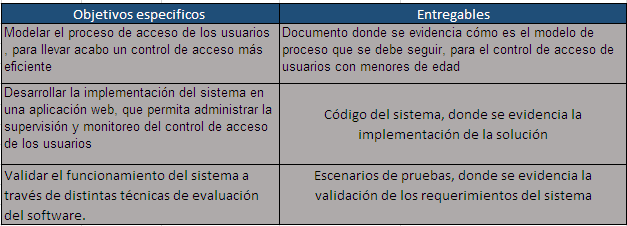 Objetivos especificos
Entregables
Modelar el proceso de acceso de los usuarios
, para llevar acabo un control de acceso más
eficiente
Documento donde se evidencia cómo es el modelo de
proceso que se debe seguir, para el control de acceso de
usuarios con menores de edad
Desarrollar la implementación del sistema en
una aplicación web, que permita administrar la
supervisión y monitoreo del control de acceso
de los usuarios
Código del sistema, donde se evidencia la
implementación de la solución
Validar el funcionamiento del sistema a
través de distintas técnicas de evaluación
del software.
Escenarios de pruebas, donde se evidencia la
validación de los requerimientos del sistema